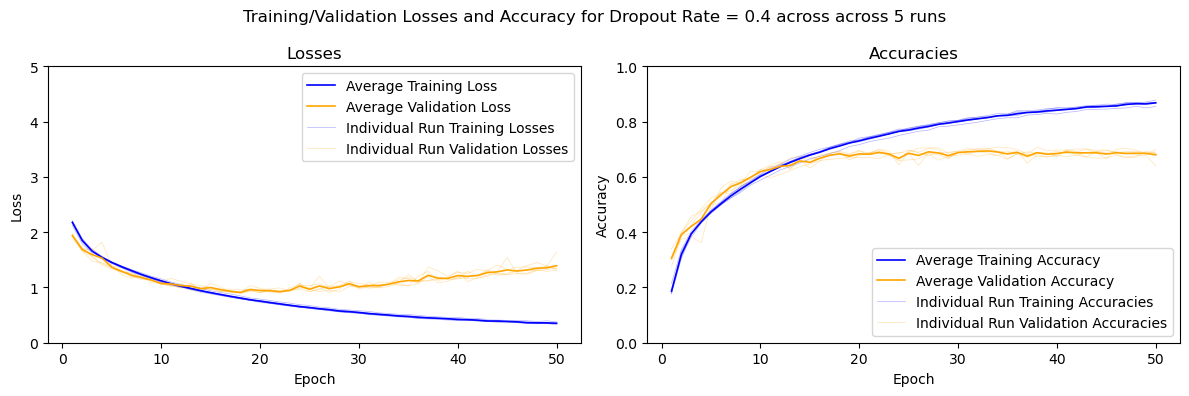 Training/Validation Losses and Accuracy for Dropout Rate = 0.4 across across 5 runs
Losses
5
4
3
2
1
0
Loss
0
10
20
30
40
50
Epoch
Average Training Loss
Average Validation Loss
Individual Run Training Losses
Individual Run Validation Losses
Accuracies
1.0
0.8
0.6
0.4
0.2
0.0
Accuracy
0
10
20
30
40
50
Epoch
Average Training Accuracy
Average Validation Accuracy
Individual Run Training Accuracies
Individual Run Validation Accuracies